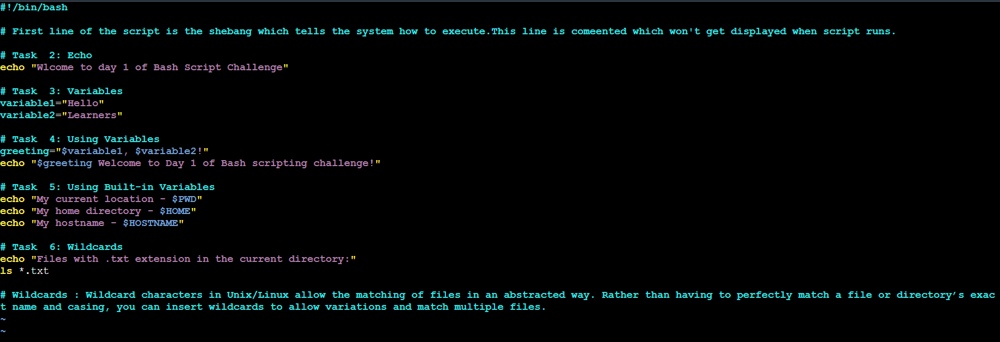 #!/bin/bash
# First line of the script is the shebang which tells the system how to execute.This line is comeented which won't get displayed when script runs.
# Task  2: Echo
echo "Wlcome to day 1 of Bash Script Challenge"
# Task  3: Variables
variable1="Hello"
variable2="Learners"
# Task  4: Using Variables
greeting="$variable1, $variable2!"
echo "$greeting Welcome to Day 1 of Bash scripting challenge!"
# Task  5: Using Built-in Variables
echo "My current location - $PWD"
echo "My home directory - $HOME"
echo "My hostname - $HOSTNAME"
# Task  6: Wildcards
echo "Files with .txt extension in the current directory:"
ls *.txt
# Wildcards : Wildcard characters in Unix/Linux allow the matching of files in an abstracted way. Rather than having to perfectly match a file or directory’s exac
t name and casing, you can insert wildcards to allow variations and match multiple files.
~
~